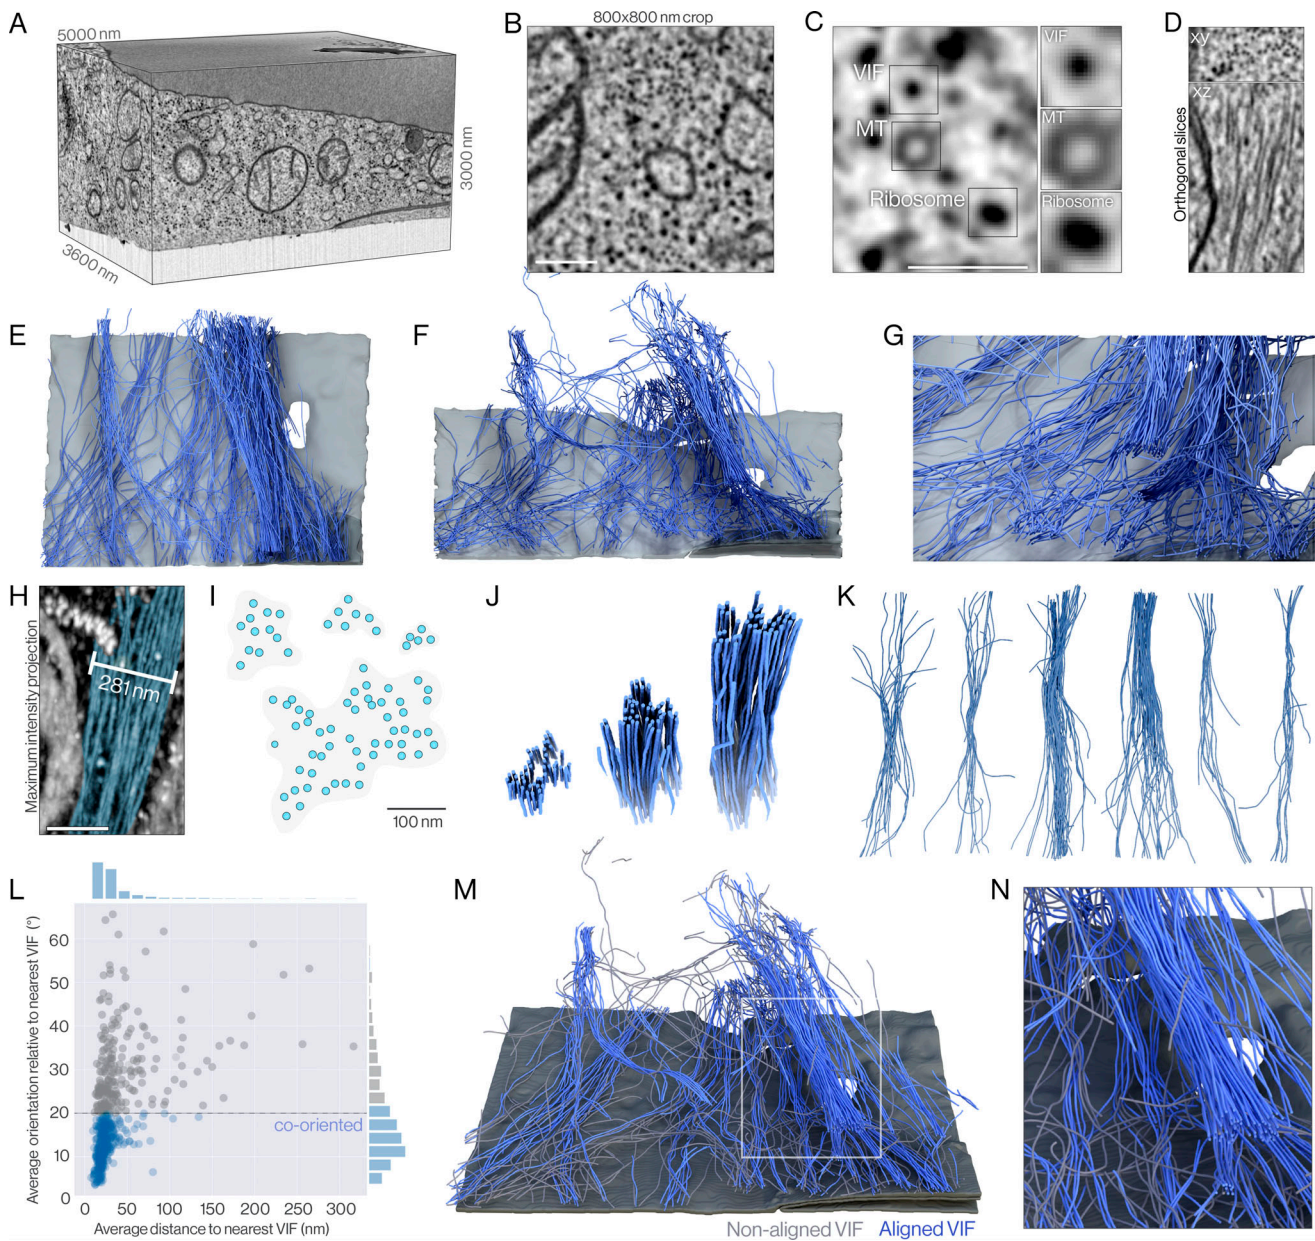 A
5000 nm
3000 nm
3600 nm
B
800x800 nm crop
C
VIF
MT
Ribosome
VIF
MT
Ribosome
D
xy
xz
Orthogonal slices
E
F
G
H
Maximum intensity projection
281 nm
I
100 nm
J
K
L
Average orientation relative to nearest VIF (°)
60
50
40
30
20
10
0
co-oriented
0 50 100 150 200 250 300
Average distance to nearest VIF (nm)
M
Non-aligned VIF Aligned VIF
N